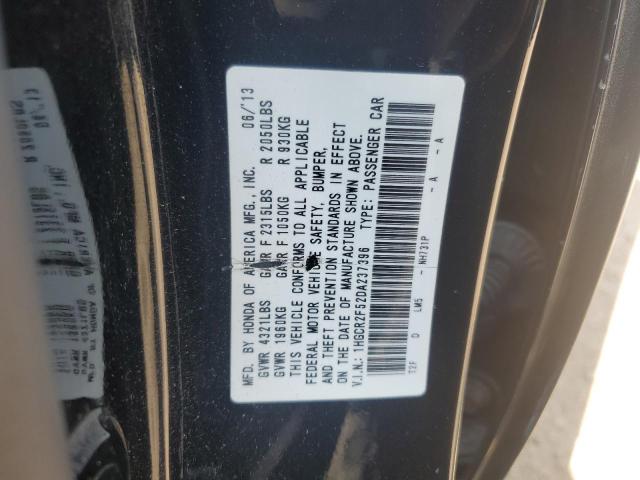 MFD. BY HONDA OF AMERICA MFG., INC. 06/'13
GVWR 4321LBS GAWR F 2315LBS R 2050LBS
GVWR 1960KG GAWR F 1050KG R 930KG
THIS VEHICLE CONFORMS TO ALL APPLICABLE
FEDERAL MOTOR VEHICLE SAFETY, BUMPER,
AND THEFT PREVENTION STANDARDS IN EFFECT
ON THE DATE OF MANUFACTURE SHOWN ABOVE.
V.I.N.: 1HGCR2F52DA237396 TYPE: PASSENGER CAR
T2F D LM5 - NH731P - A - A